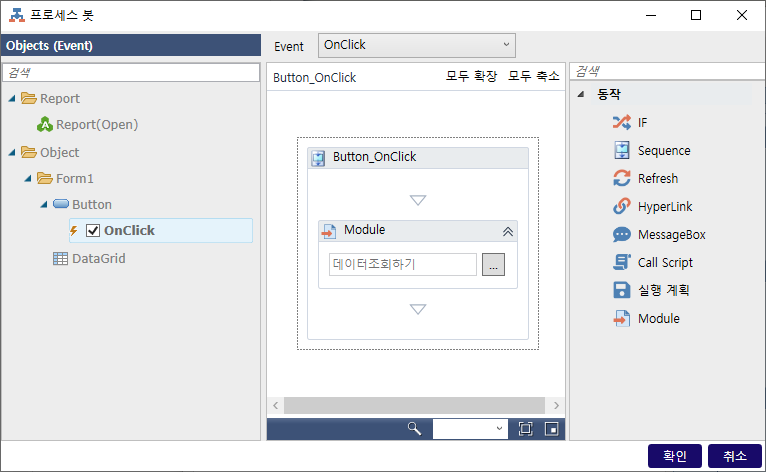 프로세스 봇
Objects (Event)
검색
Report
Report(Open)
Object
Form1
Button
OnClick
DataGrid
Event
OnClick
Button_OnClick
모두 확장
모두 축소
Button_OnClick
Module
데이터조회하기
...
검색
동작
IF
Sequence
Refresh
HyperLink
MessageBox
Call Script
실행 계획
Module
확인
취소